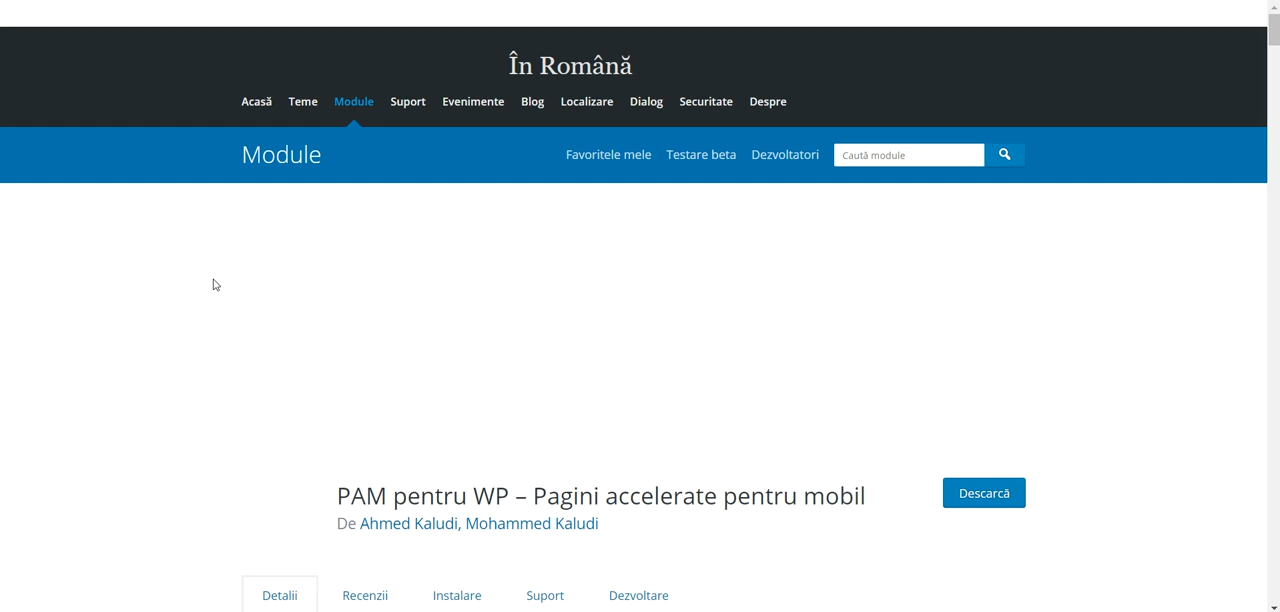 În Română
Acasă Teme Module Suport Evenimente Blog Localizare Dialog Securitate Despre
Module Favoritele mele Testare beta Dezvoltatori Caută module
PAM pentru WP – Pagini accelerate pentru mobil Descarcă
De Ahmed Kaludi, Mohammed Kaludi
Detalii Recenzii Instalare Suport Dezvoltare